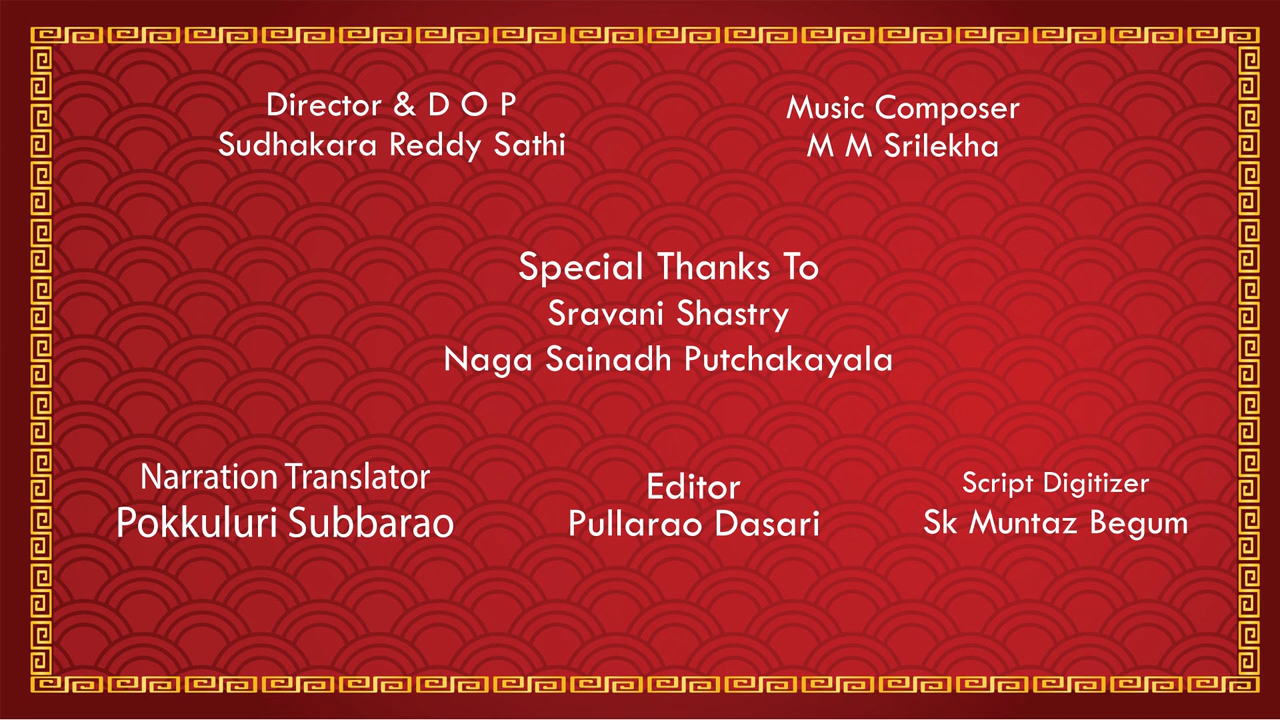 Director & D O P
Sudhakara Reddy Sathi
Music Composer
M M Srilekha
Special Thanks To
Sravani Shastry
Naga Sainadh Putchakayala
Narration Translator
Pokkuluri Subbarao
Editor
Pullarao Dasari
Script Digitizer
Sk Muntaz Begum